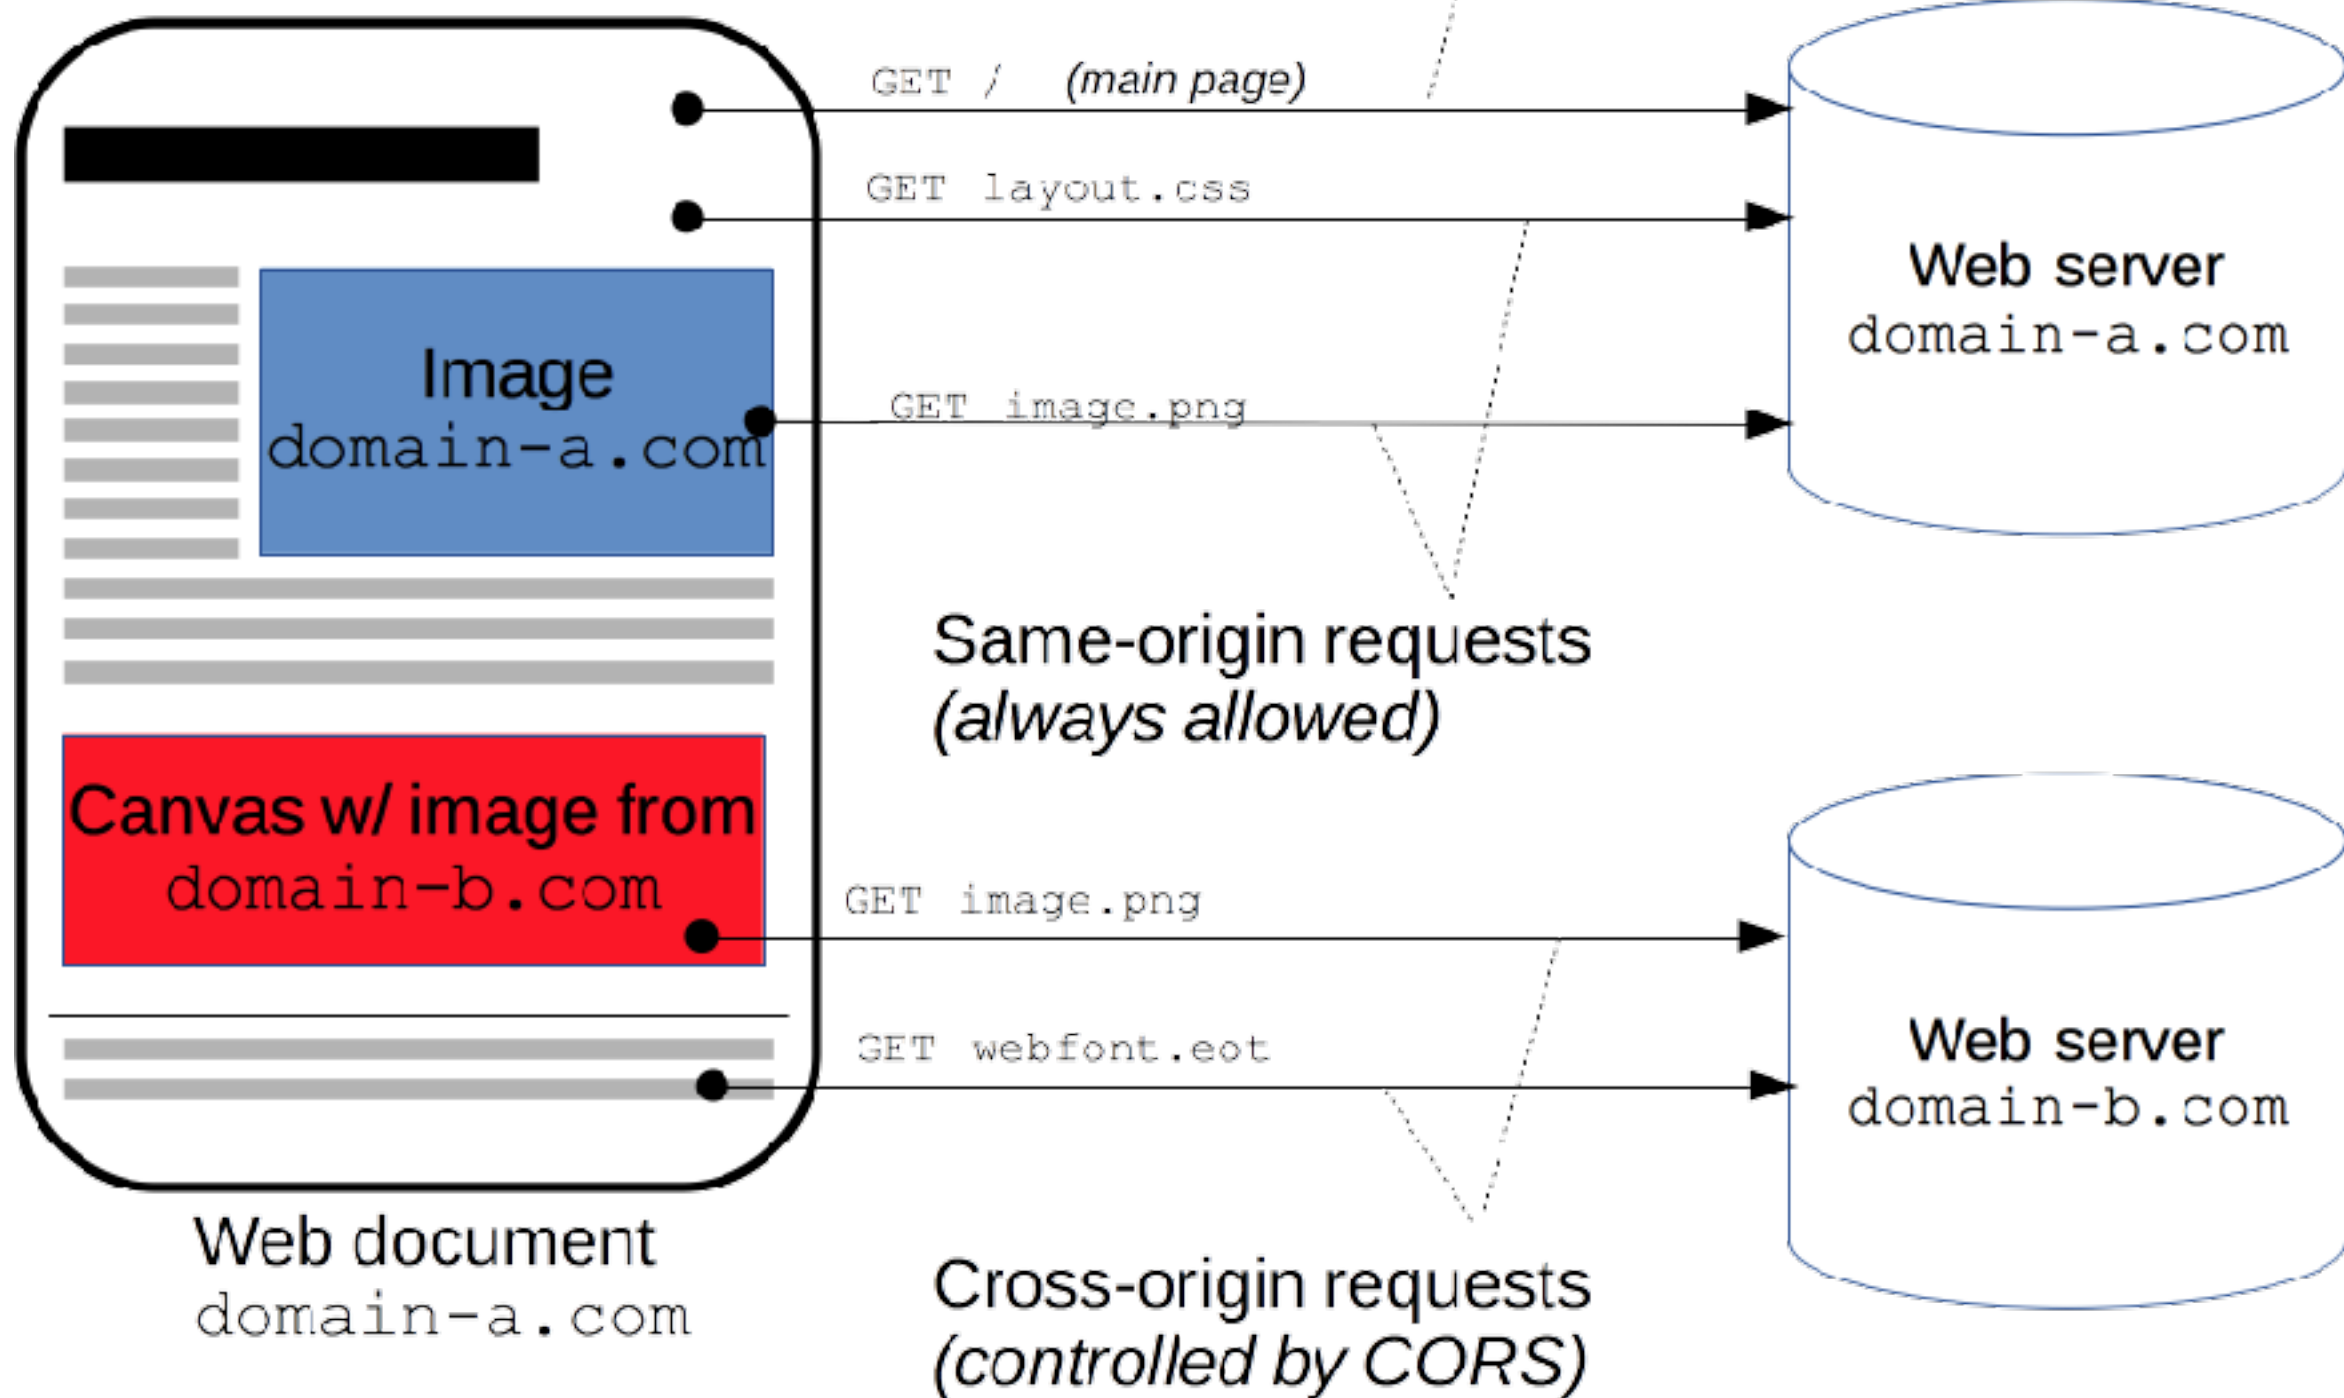 GET / (main page)
GET layout.css
Web server
domain-a.com
Image
domain-a.com
GET image.png
Same-origin requests
(always allowed)
Canvas w/ image from
domain-b.com
GET image.png
GET webfont.eot
Web server
domain-b.com
Web document
domain-a.com
Cross-origin requests
(controlled by CORS)